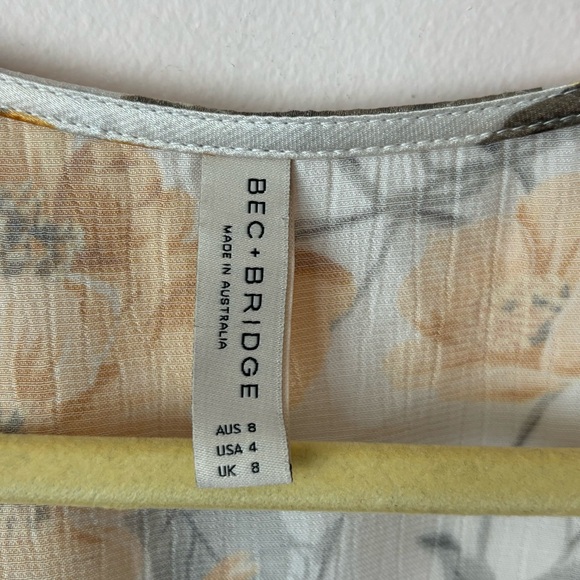 BEC + BRIDGE
MADE IN AUSTRALIA
AUS 8
USA 4
UK 8